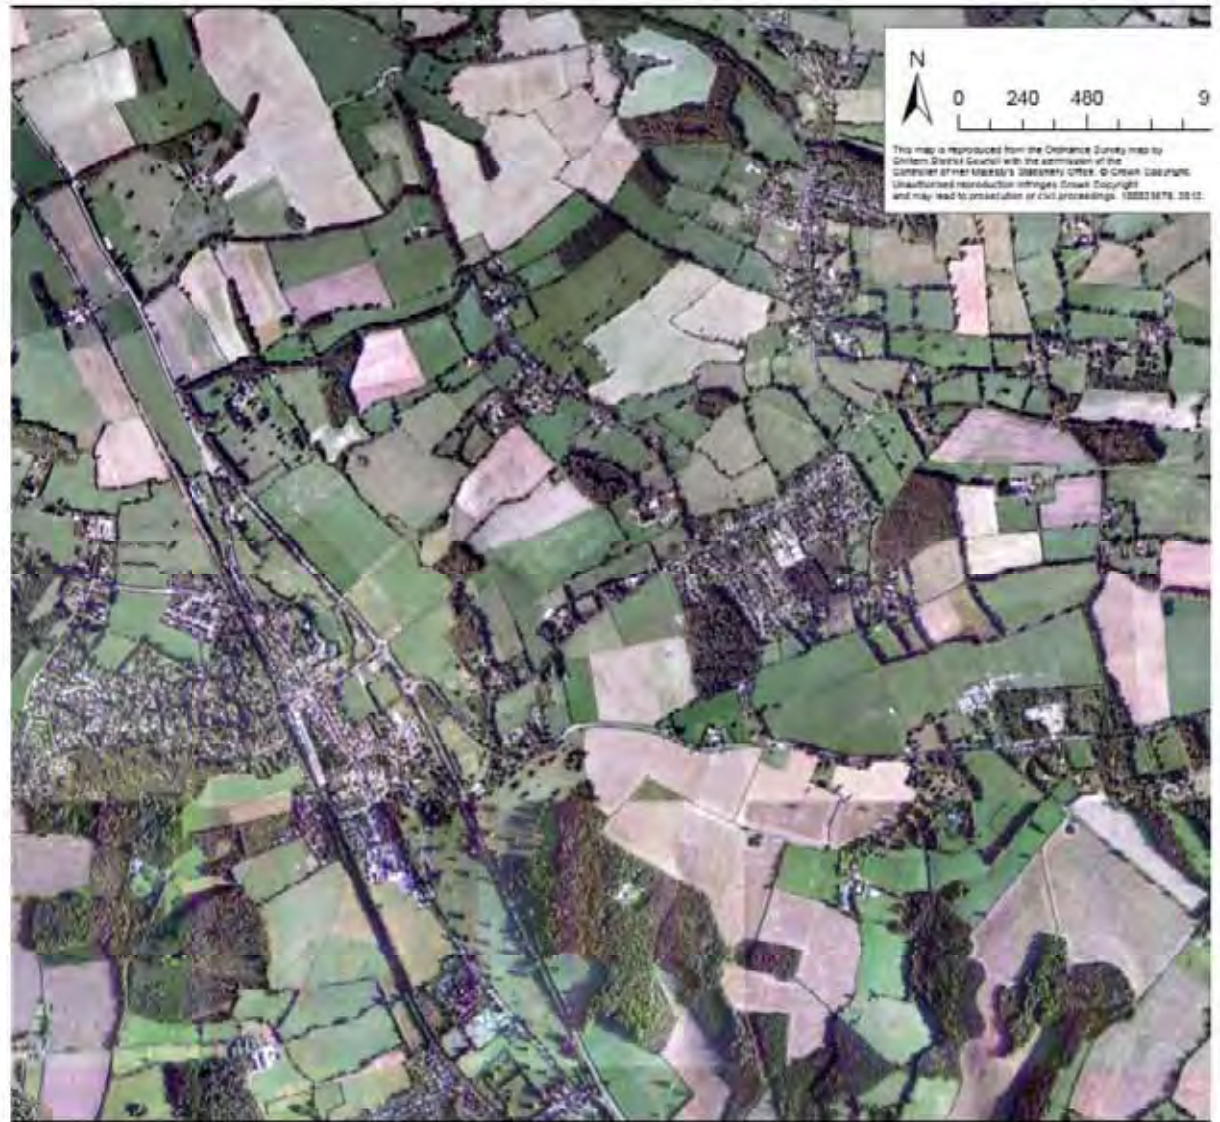 N
0 240 480 9
This map is reproduced from the Ordnance Survey map by
Chiltern District Council with the permission of the
Controller of Her Majesty's Stationery Office. © Crown Copyright.
Unauthorised reproduction infringes Crown Copyright
and may lead to prosecution or civil proceedings. 2012.